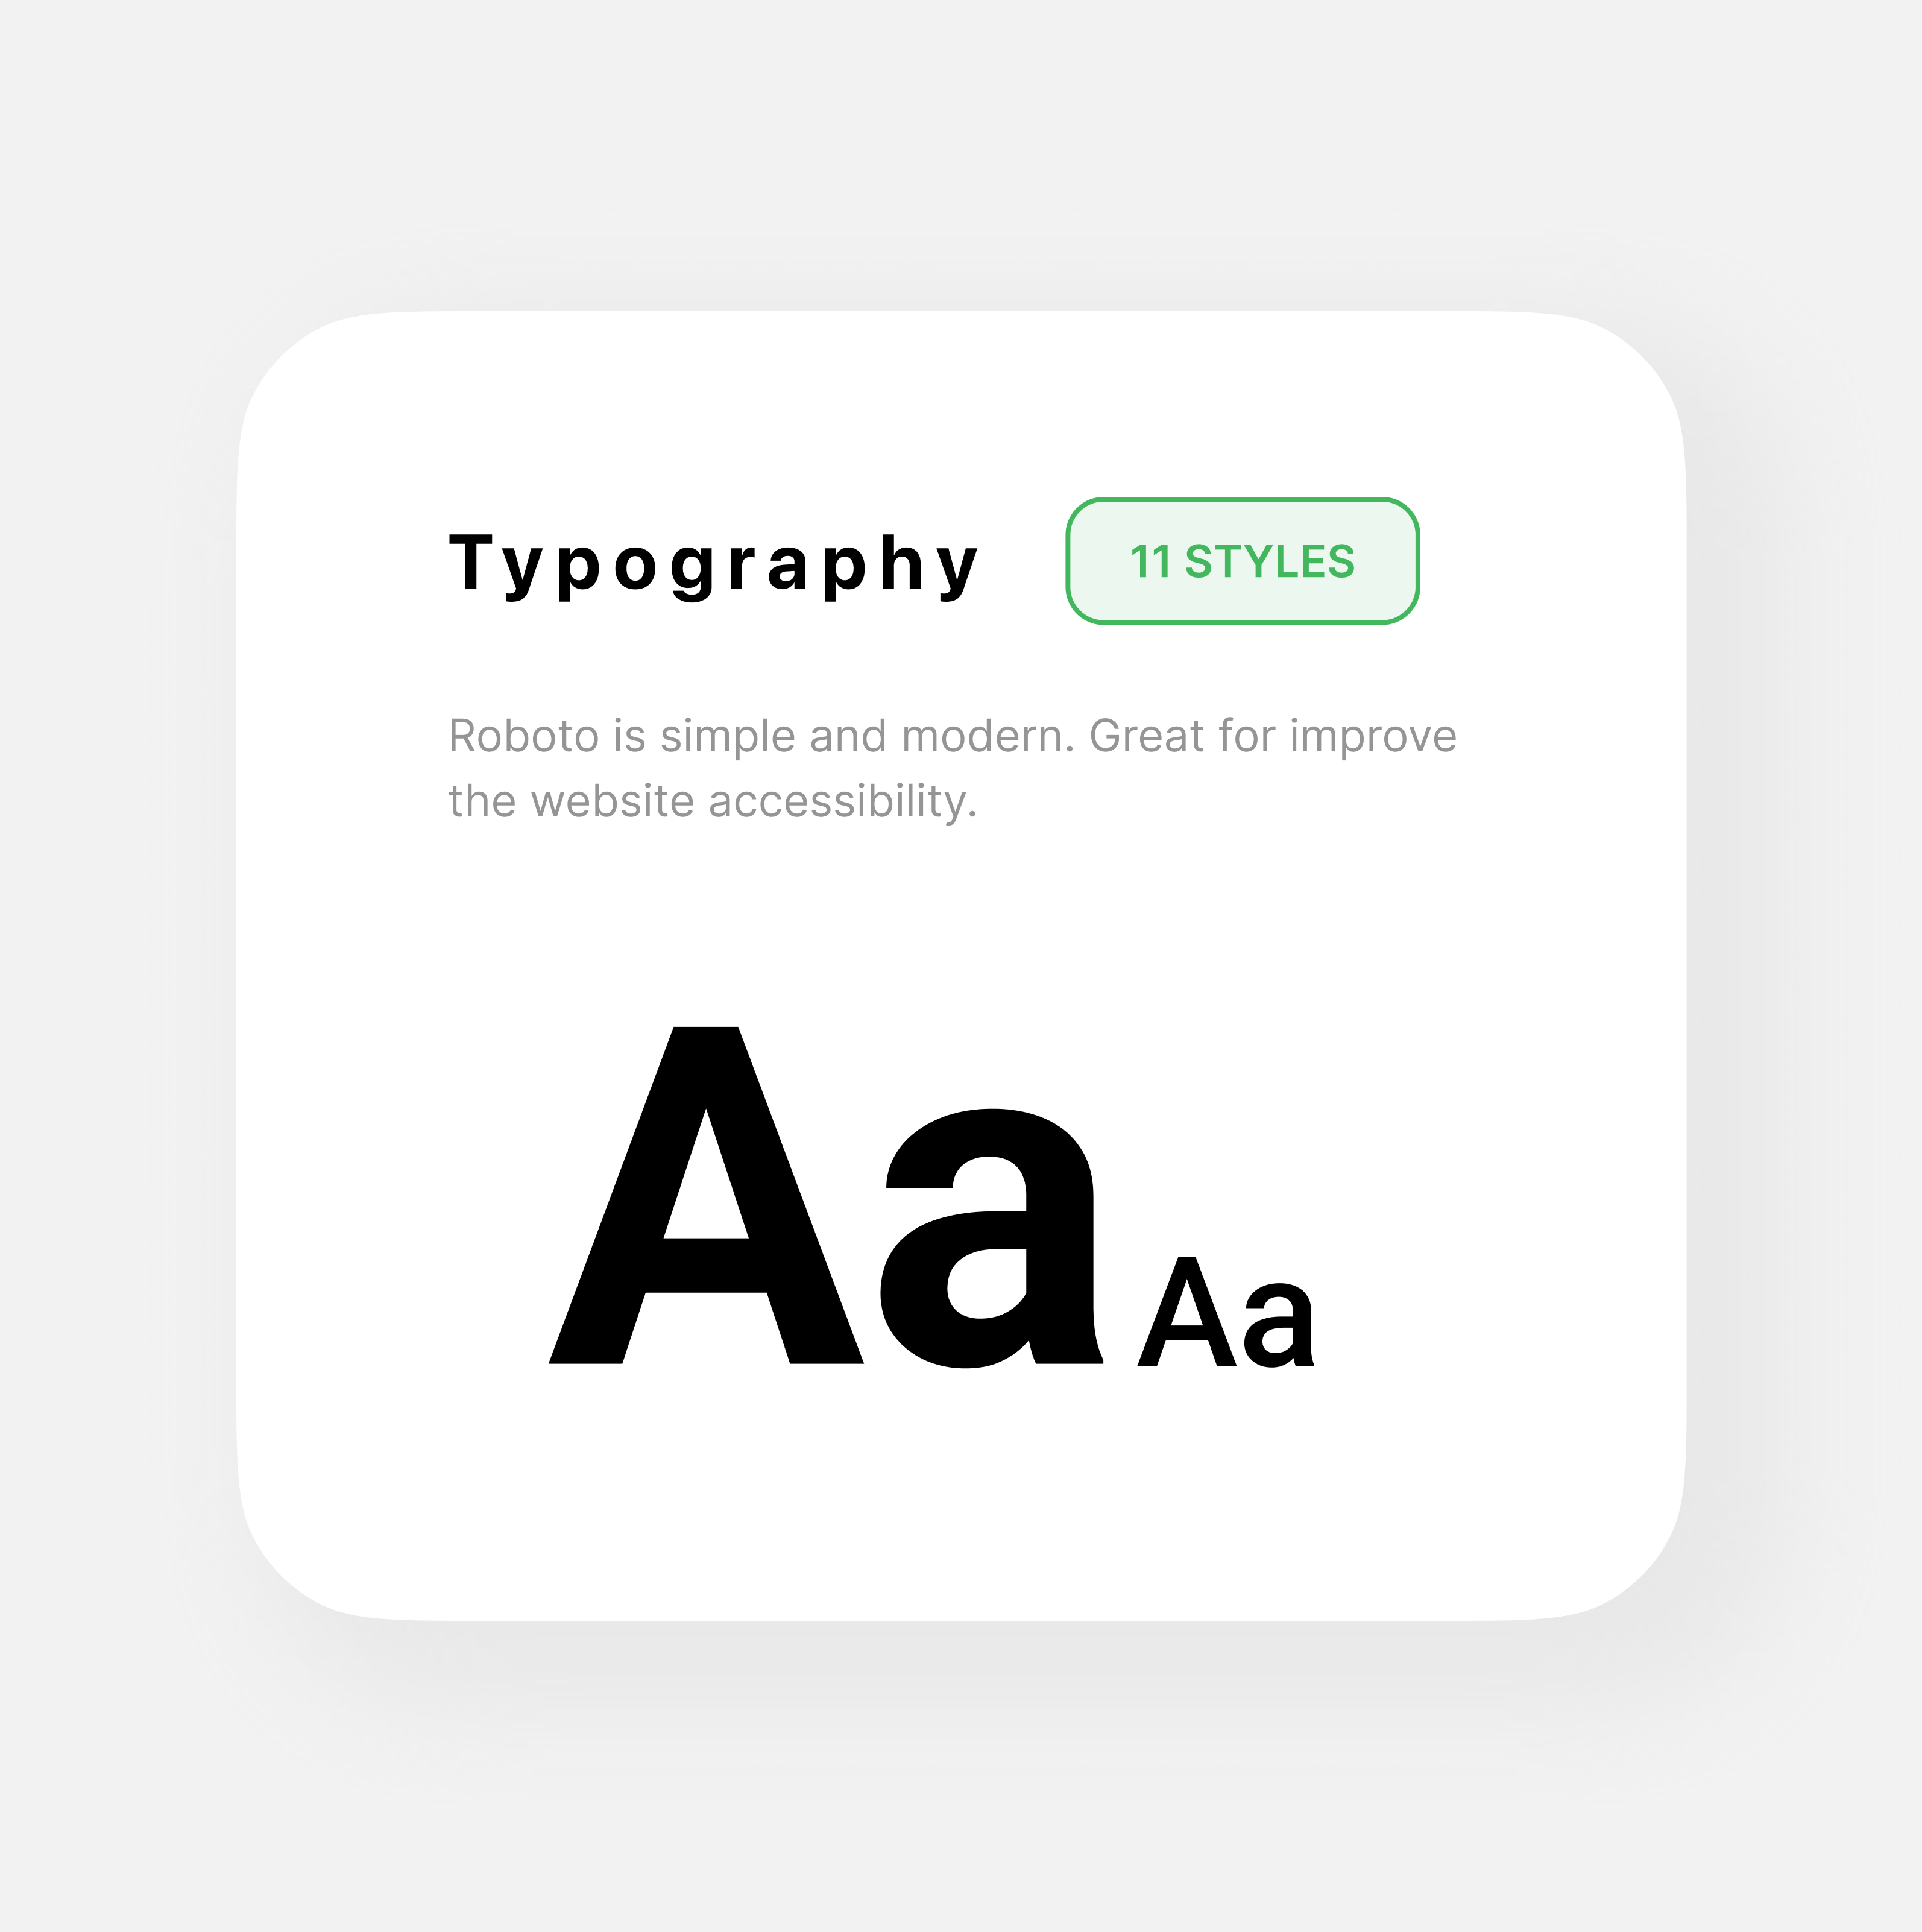 Typography
11 STYLES
Roboto is simple and modern. Great for improve
the website accessibility.
Aa Aa